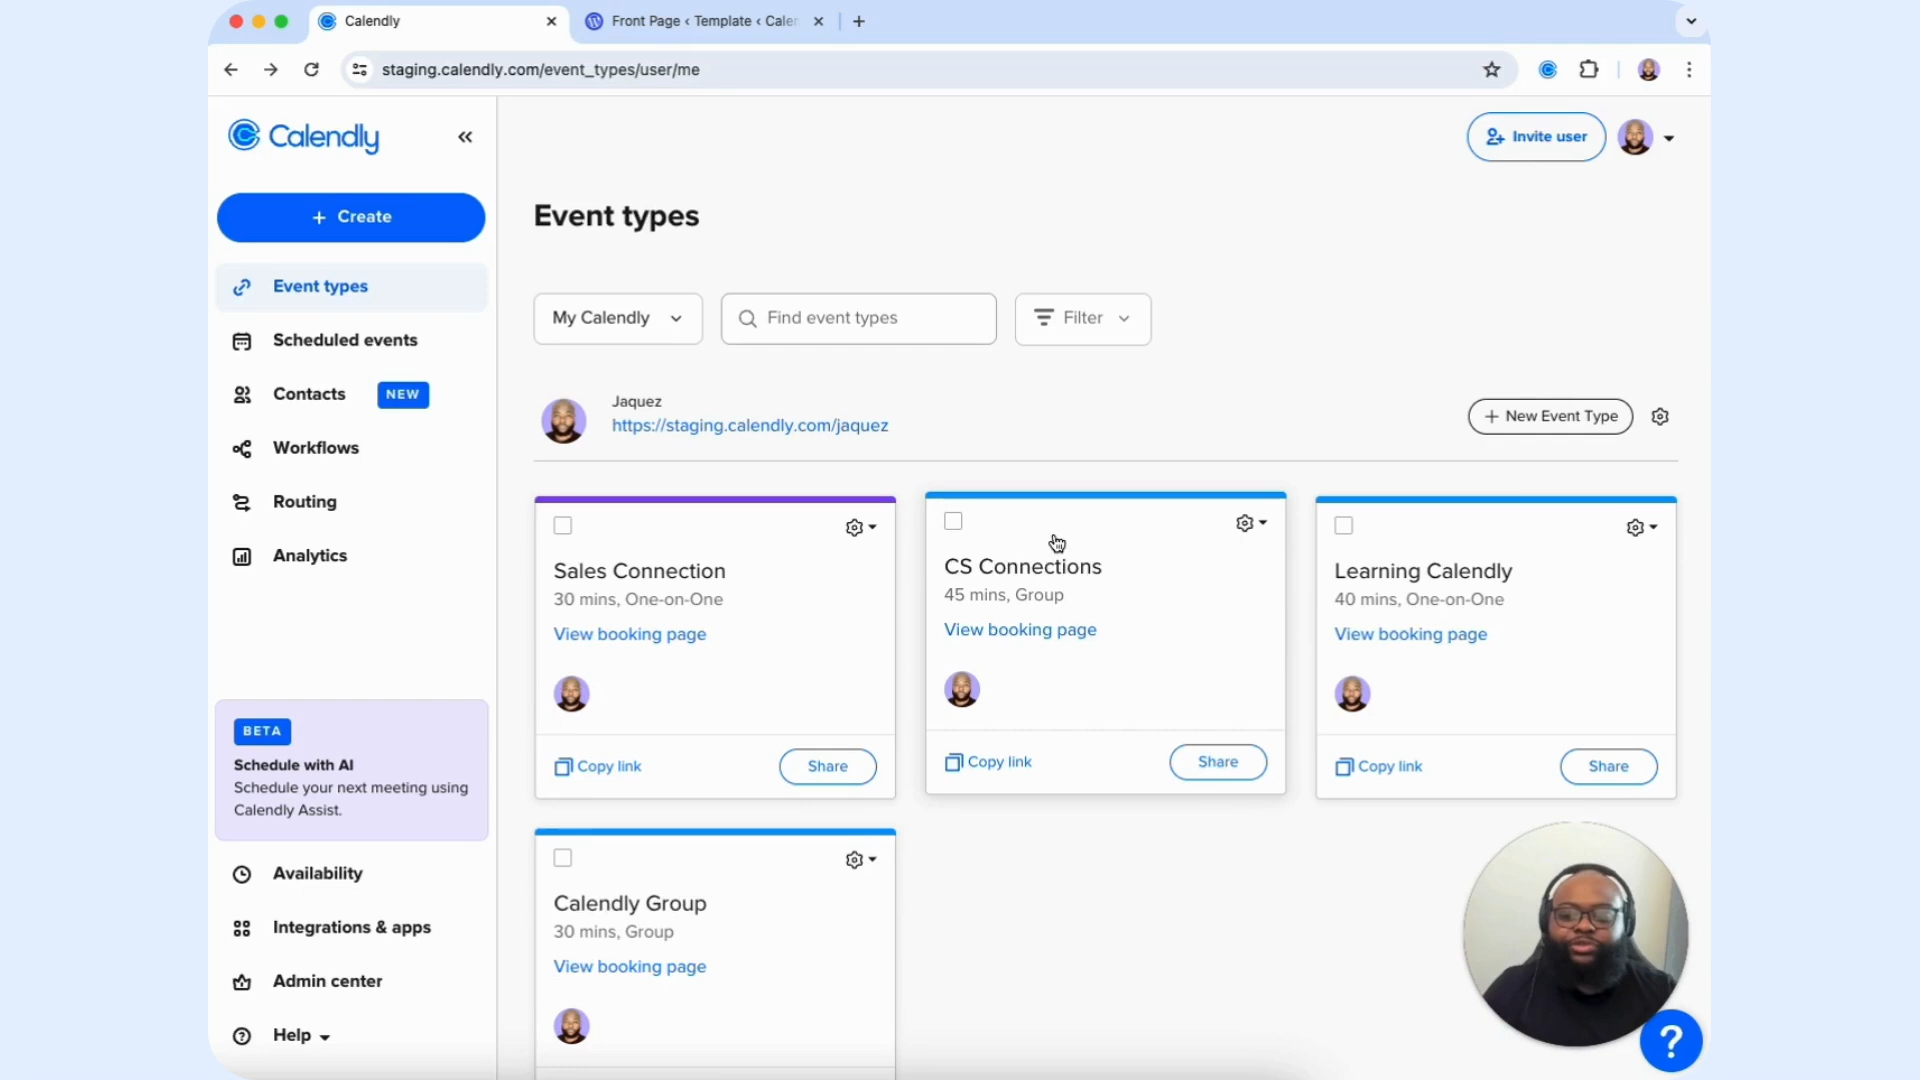 Calendly
Front Page ‹ Template ‹ Caler
staging.calendly.com/event_types/user/me
Calendly
Invite user
+ Create
Event types
Event types
Scheduled events
Contacts NEW
Workflows
Routing
Analytics
My Calendly
Find event types
Filter
Jaquez
https://staging.calendly.com/jaquez
+ New Event Type
Sales Connection
30 mins, One-on-One
View booking page
Copy link
Share
CS Connections
45 mins, Group
View booking page
Copy link
Share
Learning Calendly
40 mins, One-on-One
View booking page
Copy link
Share
BETA
Schedule with AI
Schedule your next meeting using
Calendly Assist.
Calendly Group
30 mins, Group
View booking page
Availability
Integrations & apps
Admin center
Help
?